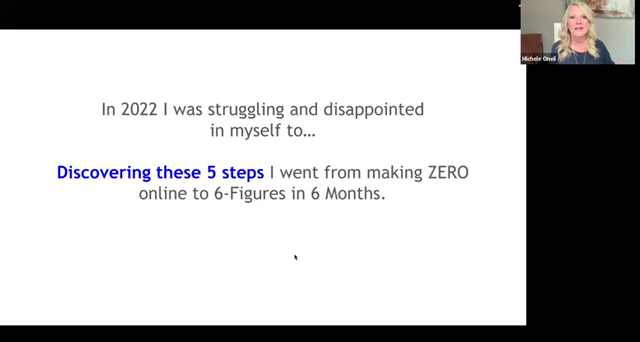 In 2022 I was struggling and disappointed
in myself to...
Discovering these 5 steps I went from making ZERO
online to 6-Figures in 6 Months.
Michele Oneil